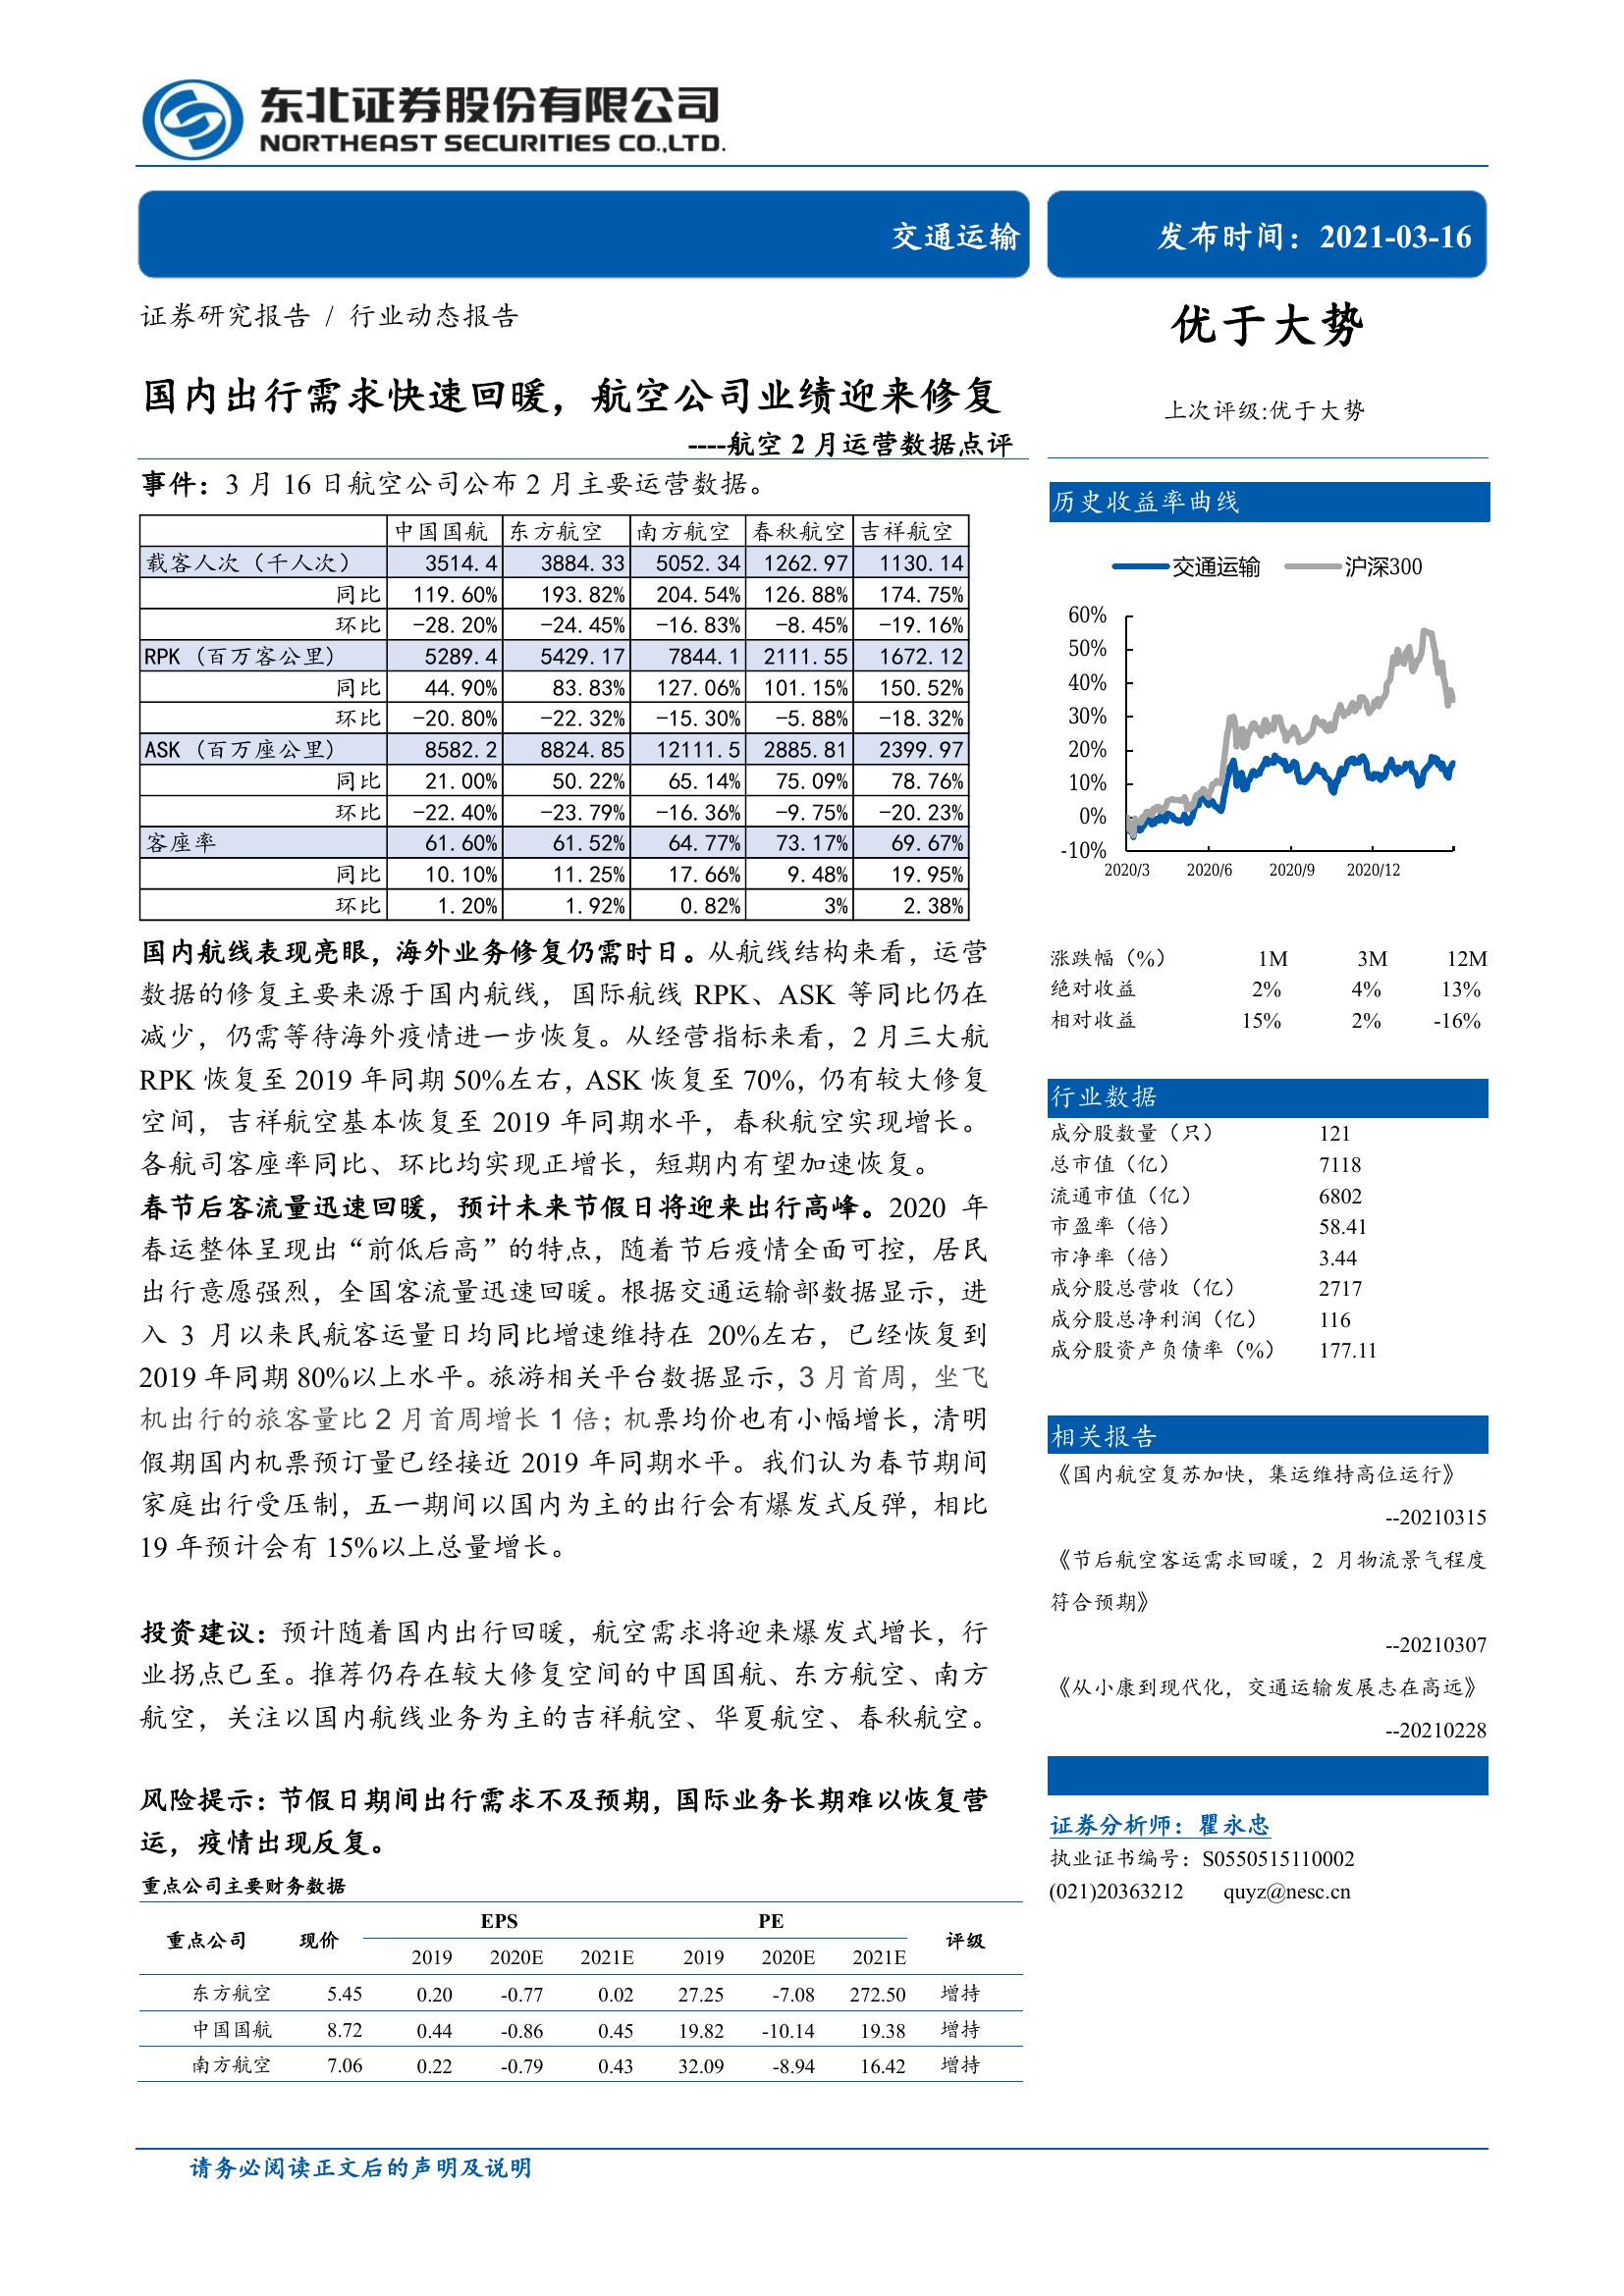 东北证券股份有限公司
NORTHEAST SECURITIES CO.,LTD.
交通运输
发布时间：2021-03-16
证券研究报告 / 行业动态报告
国内出行需求快速回暖，航空公司业绩迎来修复
----航空 2 月运营数据点评
事件：3 月 16 日航空公司公布 2 月主要运营数据。
中国国航 东方航空 南方航空 春秋航空 吉祥航空
载客人次（千人次） 3514.4 3884.33 5052.34 1262.97 1130.14
同比 119.60% 193.82% 204.54% 126.88% 174.75%
环比 -28.20% -24.45% -16.83% -8.45% -19.16%
RPK（百万客公里） 5289.4 5429.17 7844.1 2111.55 1672.12
同比 44.90% 83.83% 127.06% 101.15% 150.52%
环比 -20.80% -22.32% -15.30% -5.88% -18.32%
ASK（百万座公里） 8582.2 8824.85 12111.5 2885.81 2399.97
同比 21.00% 50.22% 65.14% 75.09% 78.76%
环比 -22.40% -23.79% -16.36% -9.75% -20.23%
客座率 61.60% 61.52% 64.77% 73.17% 69.67%
同比 10.10% 11.25% 17.66% 9.48% 19.95%
环比 1.20% 1.92% 0.82% 3% 2.38%
国内航线表现亮眼，海外业务修复仍需时日。从航线结构来看，运营
数据的修复主要来源于国内航线，国际航线 RPK、ASK 等同比仍在
减少，仍需等待海外疫情进一步恢复。从经营指标来看，2 月三大航
RPK 恢复至 2019 年同期 50%左右，ASK 恢复至 70%，仍有较大修复
空间，吉祥航空基本恢复至 2019 年同期水平，春秋航空实现增长。
各航司客座率同比、环比均实现正增长，短期内有望加速恢复。
春节后客流量迅速回暖，预计未来节假日将迎来出行高峰。2020 年
春运整体呈现出“前低后高”的特点，随着节后疫情全面可控，居民
出行意愿强烈，全国客流量迅速回暖。根据交通运输部数据显示，进
入 3 月以来民航客运量日均同比增速维持在 20%左右，已经恢复到
2019 年同期 80%以上水平。旅游相关平台数据显示，3 月首周，坐飞
机出行的旅客量比 2 月首周增长 1 倍；机票均价也有小幅增长，清明
假期国内机票预订量已经接近 2019 年同期水平。我们认为春节期间
家庭出行受压制，五一期间以国内为主的出行会有爆发式反弹，相比
19 年预计会有 15%以上总量增长。
投资建议：预计随着国内出行回暖，航空需求将迎来爆发式增长，行
业拐点已至。推荐仍存在较大修复空间的中国国航、东方航空、南方
航空，关注以国内航线业务为主的吉祥航空、华夏航空、春秋航空。
风险提示：节假日期间出行需求不及预期，国际业务长期难以恢复营
运，疫情出现反复。
重点公司主要财务数据
重点公司 现价 EPS PE 评级
2019 2020E 2021E 2019 2020E 2021E
东方航空 5.45 0.20 -0.77 0.02 27.25 -7.08 272.50 增持
中国国航 8.72 0.44 -0.86 0.45 19.82 -10.14 19.38 增持
南方航空 7.06 0.22 -0.79 0.43 32.09 -8.94 16.42 增持
优于大势
上次评级:优于大势
历史收益率曲线
交通运输 沪深300
60%
50%
40%
30%
20%
10%
0%
-10%
2020/3 2020/6 2020/9 2020/12
涨跌幅（%） 1M 3M 12M
绝对收益 2% 4% 13%
相对收益 15% 2% -16%
行业数据
成分股数量（只） 121
总市值（亿） 7118
流通市值（亿） 6802
市盈率（倍） 58.41
市净率（倍） 3.44
成分股总营收（亿） 2717
成分股总净利润（亿） 116
成分股资产负债率（%） 177.11
相关报告
《国内航空复苏加快，集运维持高位运行》
--20210315
《节后航空客运需求回暖，2 月物流景气程度
符合预期》
--20210307
《从小康到现代化，交通运输发展志在高远》
--20210228
证券分析师：瞿永忠
执业证书编号：S0550515110002
(021)20363212 quyz@nesc.cn
请务必阅读正文后的声明及说明